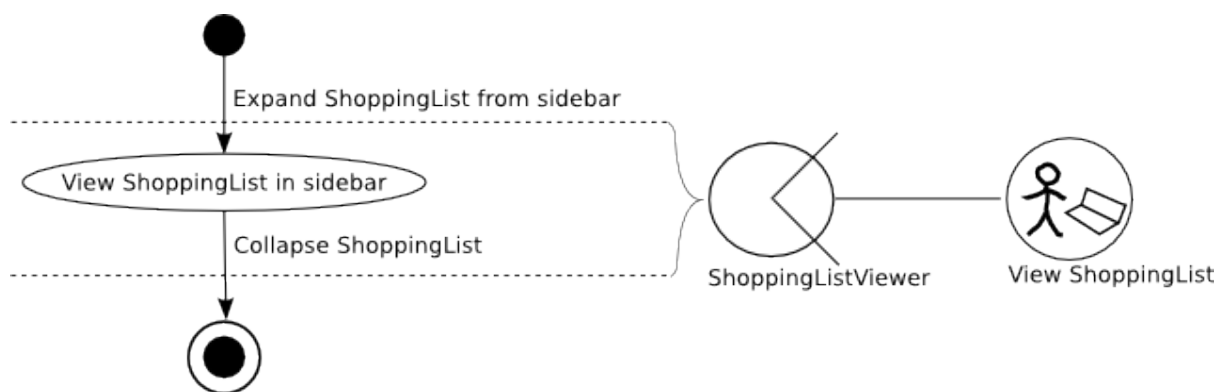 Expand ShoppingList from sidebar
View ShoppingList in sidebar
Collapse ShoppingList
ShoppingListViewer
View ShoppingList